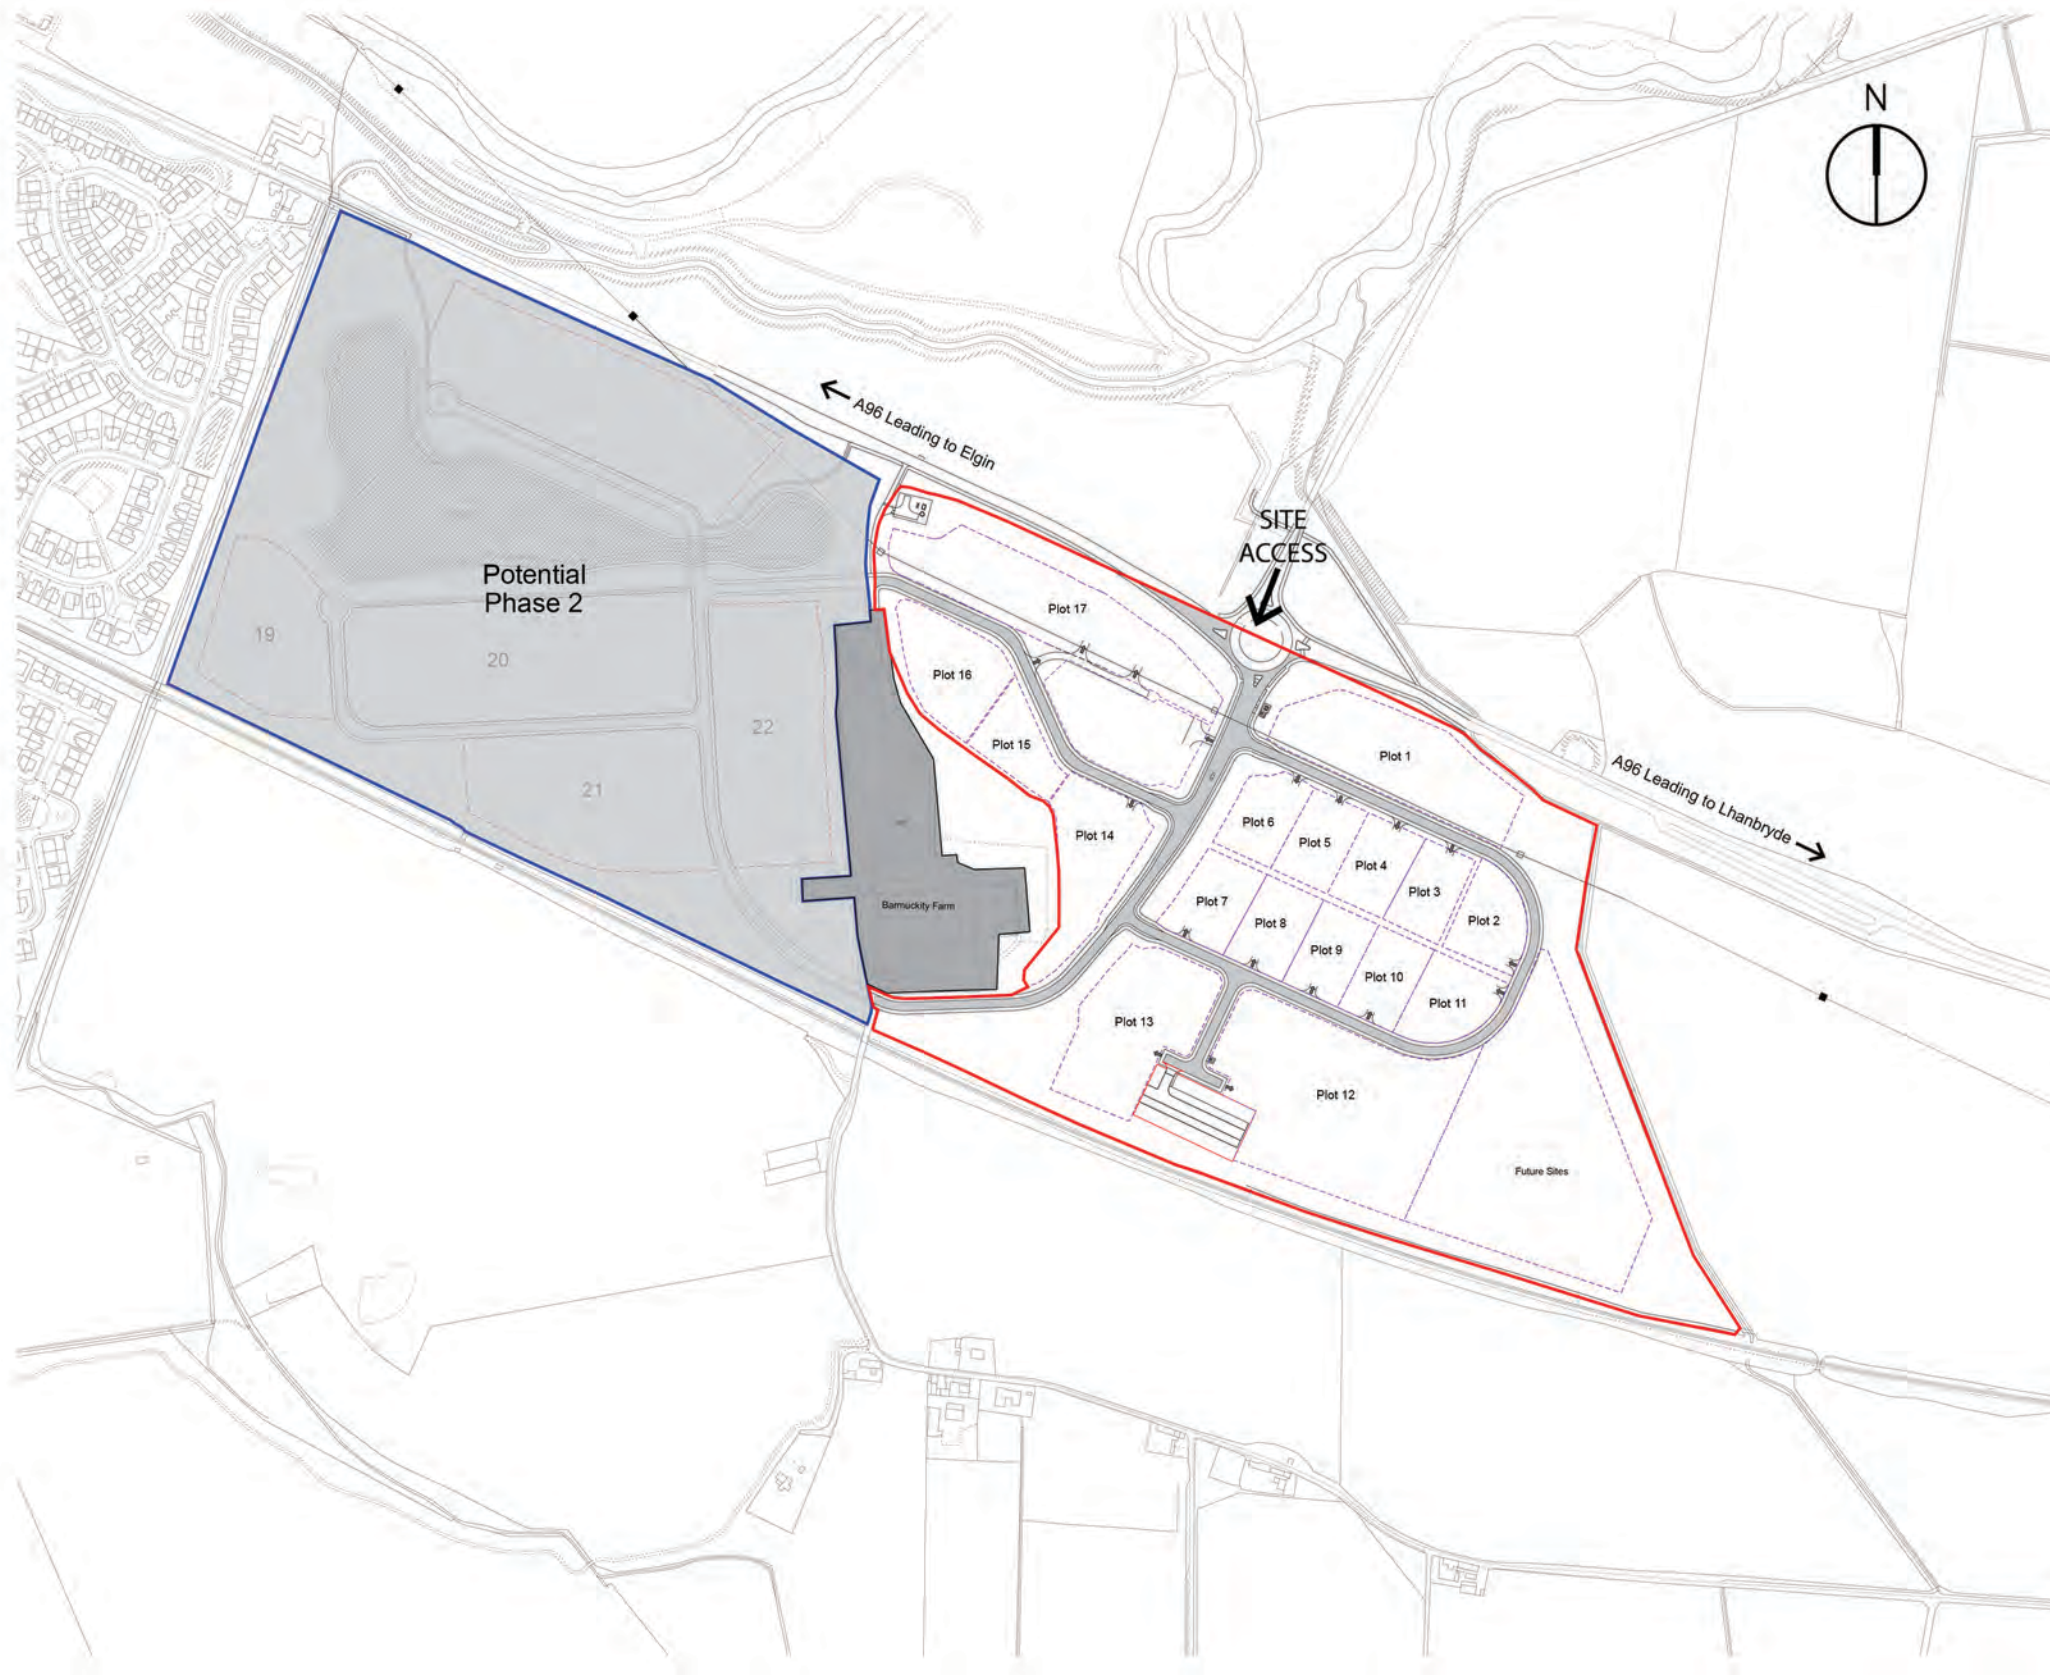 N
A96 Leading to Elgin
SITE
ACCESS
Potential
Phase 2
Plot 17
19
Plot 16
20
22
Plot 15
Plot 1
A96 Leading to Lhanbryde
21
Plot 14
Plot 6
Plot 5
Plot 4
Plot 3
Plot 2
Barmuckity Farm
Plot 7
Plot 8
Plot 9
Plot 10
Plot 11
Plot 13
Plot 12
Future Sites